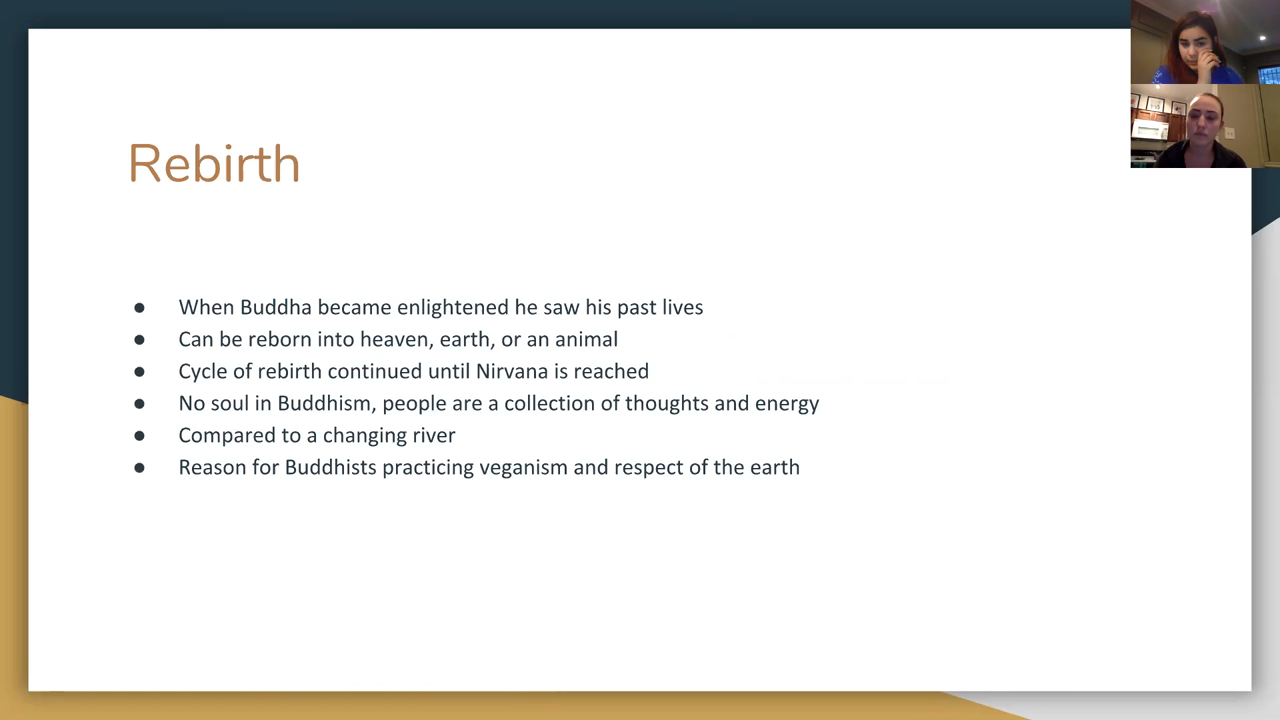 Rebirth
● When Buddha became enlightened he saw his past lives
● Can be reborn into heaven, earth, or an animal
● Cycle of rebirth continued until Nirvana is reached
● No soul in Buddhism, people are a collection of thoughts and energy
● Compared to a changing river
● Reason for Buddhists practicing veganism and respect of the earth